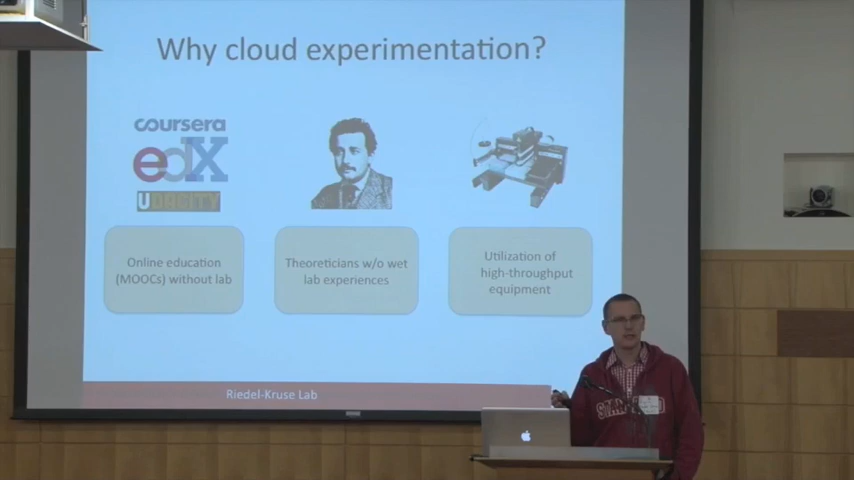 Why cloud experimentation?
coursera
edX
UDACITY
Online education
(MOOCs) without lab
Theoreticians w/o wet
lab experiences
Utilization of
high-throughput
equipment
Riedel-Kruse Lab